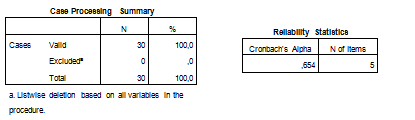 Case Processing Summary
N %
Cases Valid 30 100,0
Excludedª 0 ,0
Total 30 100,0
a. Listwise deletion based on all variables in the
procedure.
Reliability Statistics
Cronbach's Alpha N of Items
,654 5